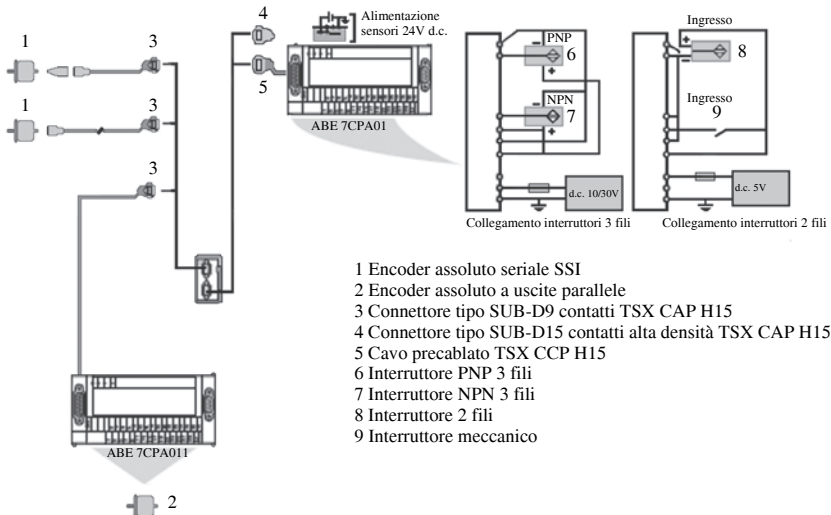 4
Alimentazione
sensori 24V d.c.
1
3
5
ABE 7CPA01
1
3
3
PNP
6
NPN
7
d.c. 10/30V
Collegamento interruttori 3 fili
Ingresso
8
Ingresso
9
d.c. 5V
Collegamento interruttori 2 fili
1 Encoder assoluto seriale SSI
2 Encoder assoluto a uscite parallele
3 Connettore tipo SUB-D9 contatti TSX CAP H15
4 Connettore tipo SUB-D15 contatti alta densità TSX CAP H15
5 Cavo precablato TSX CCP H15
6 Interruttore PNP 3 fili
7 Interruttore NPN 3 fili
8 Interruttore 2 fili
9 Interruttore meccanico
ABE 7CPA011
2